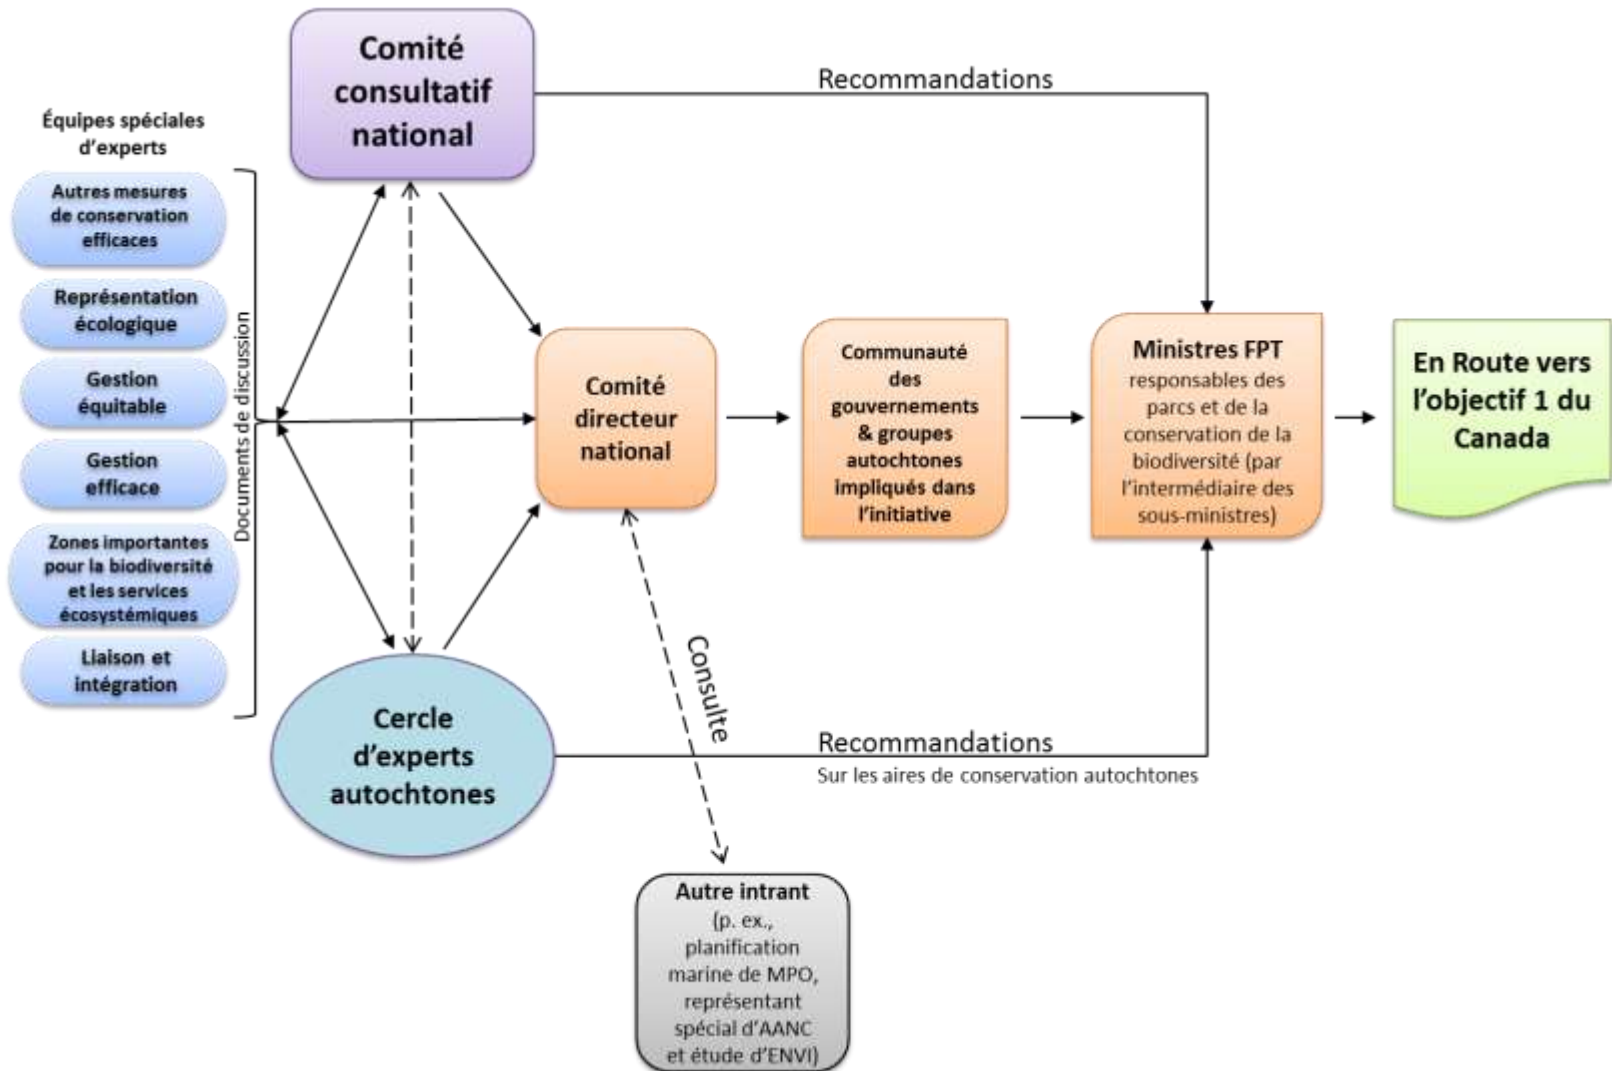 Comité
consultatif
national
Recommandations
Équipes spéciales
d'experts
Autres mesures
de conservation
efficaces
Représentation
écologique
Gestion
équitable
Gestion
efficace
Zones importantes
pour la biodiversité
et les services
écosystémiques
Liaison et
intégration
Documents de discussion
Comité
directeur
national
Communauté
des
gouvernements
& groupes
autochtones
impliqués dans
l'initiative
Ministres FPT
responsables des
parcs et de la
conservation de la
biodiversité (par
l'intermédiaire des
sous-ministres)
En Route vers
l'objectif 1 du
Canada
Cercle
d'experts
autochtones
Consulte
Recommandations
Sur les aires de conservation autochtones
Autre intrant
(p. ex.,
planification
marine de MPO,
représentant
spécial d'AANC
et étude d'ENVI)